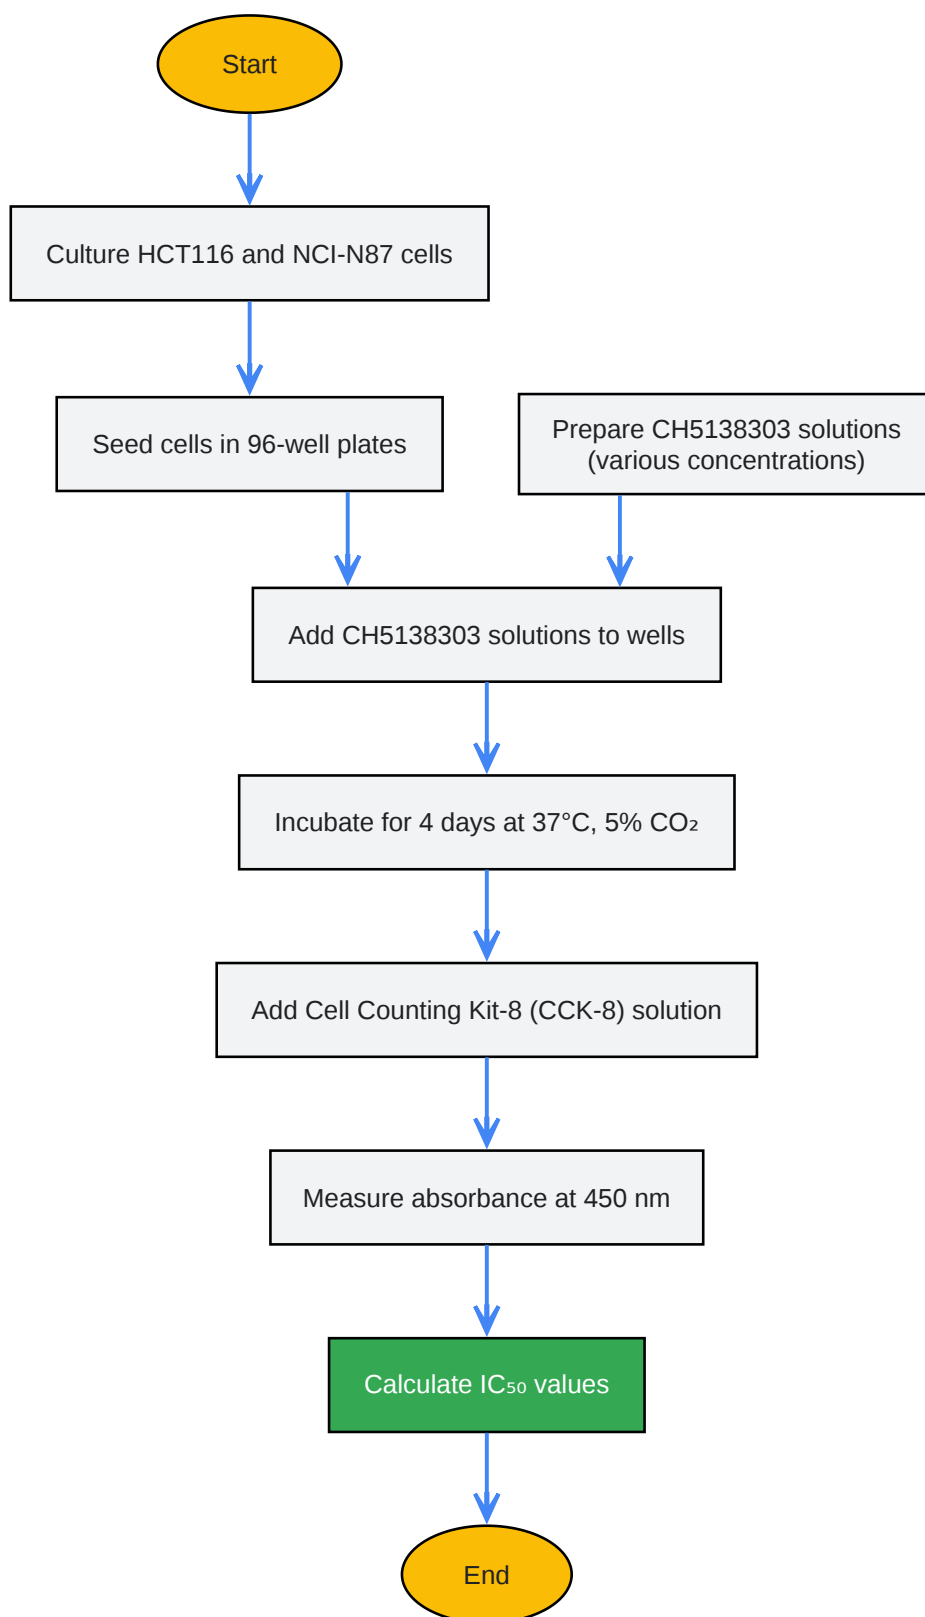 Start
Culture HCT116 and NCI-N87 cells
Seed cells in 96-well plates
Prepare CH5138303 solutions
(various concentrations)
Add CH5138303 solutions to wells
Incubate for 4 days at 37°C, 5% CO₂
Add Cell Counting Kit-8 (CCK-8) solution
Measure absorbance at 450 nm
Calculate IC₅₀ values
End